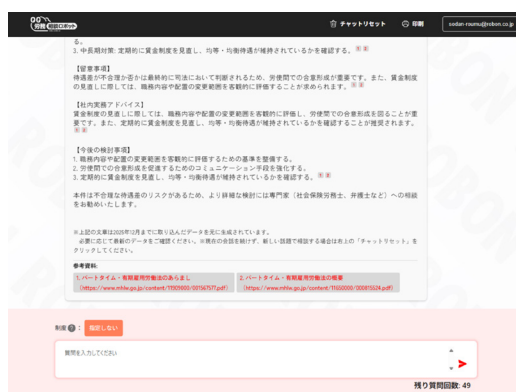 労務 相談ロボット
チャットリセット 印刷 sodan-roumu@robon.co.jp
る。
3. 中長期対策: 定期的に賃金制度を見直し、均等・均衡待遇が維持されているかを確認する。 1 2
【留意事項】
待遇差が不合理か否かは最終的に司法において判断されるため、労使間での合意形成が重要です。また、賃金制度
の見直しに際しては、職務内容や配置の変更範囲を客観的に評価することが求められます。 1 2
【社内実務アドバイス】
賃金制度の見直しに際しては、職務内容や配置の変更範囲を客観的に評価し、労使間での合意形成を図ることが重
要です。また、定期的に賃金制度を見直し、均等・均衡待遇が維持されているかを確認することが推奨されます。
1 2
【今後の検討事項】
1. 職務内容や配置の変更範囲を客観的に評価するための基準を整備する。
2. 労使間での合意形成を促進するためのコミュニケーション手段を強化する。
3. 定期的に賃金制度を見直し、均等・均衡待遇が維持されているかを確認する。 1 2
本件は不合理な待遇差のリスクがあるため、より詳細な検討には専門家（社会保険労務士、弁護士など）への相談
をお勧めいたします。
※上記の文章は2025年12月までに取り込んだデータを元に生成されています。
必要に応じて最新のデータをご確認ください。※現在の会話を続けず、新しい話題で相談する場合は右上の「チャットリセット」を
クリックしてください。
参考資料:
1. パートタイム・有期雇用労働法のあらまし
（https://www.mhlw.go.jp/content/11909000/001567577.pdf）
2. パートタイム・有期雇用労働法の概要
（https://www.mhlw.go.jp/content/11650000/000815524.pdf）
制度 ? ： 指定しない
質問を入力してください
残り質問回数: 49